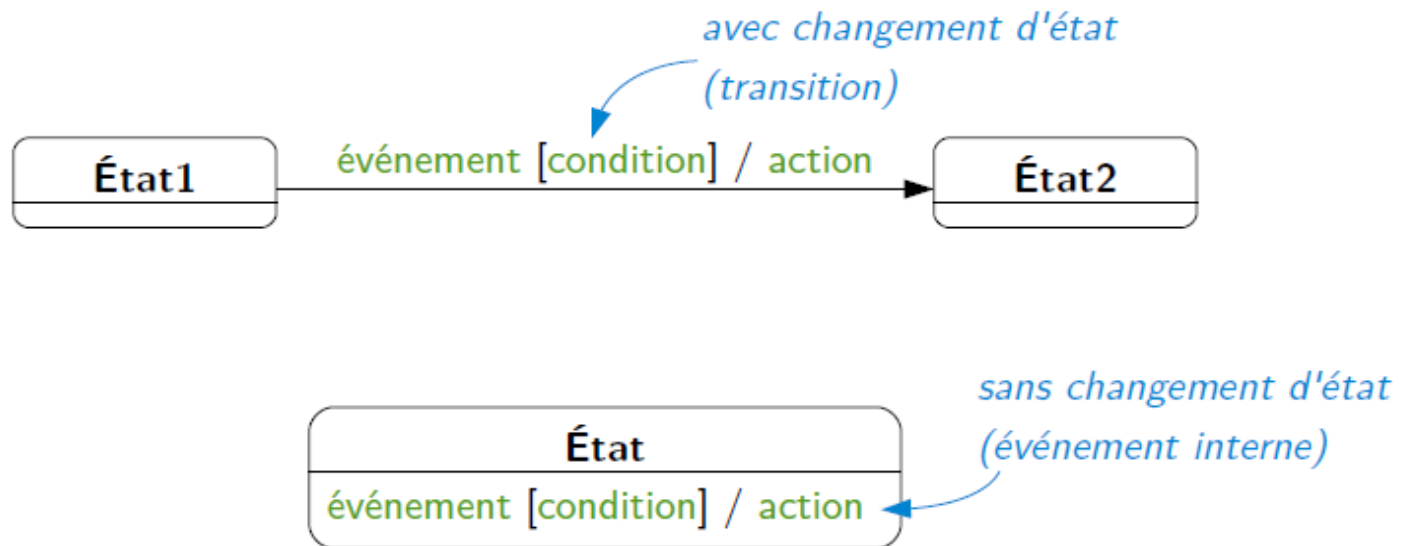 avec changement d'état
(transition)
événement [condition] / action
État1
État2
sans changement d'état
(événement interne)
État
événement [condition] / action